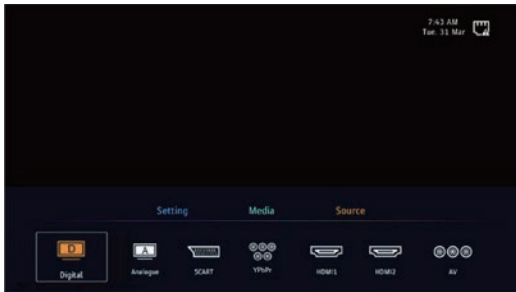 7:43 AM
Tue. 31 Mar
Setting Media Source
D A
Digital Analogue SCART YPbPr HDMI1 HDMI2 AV